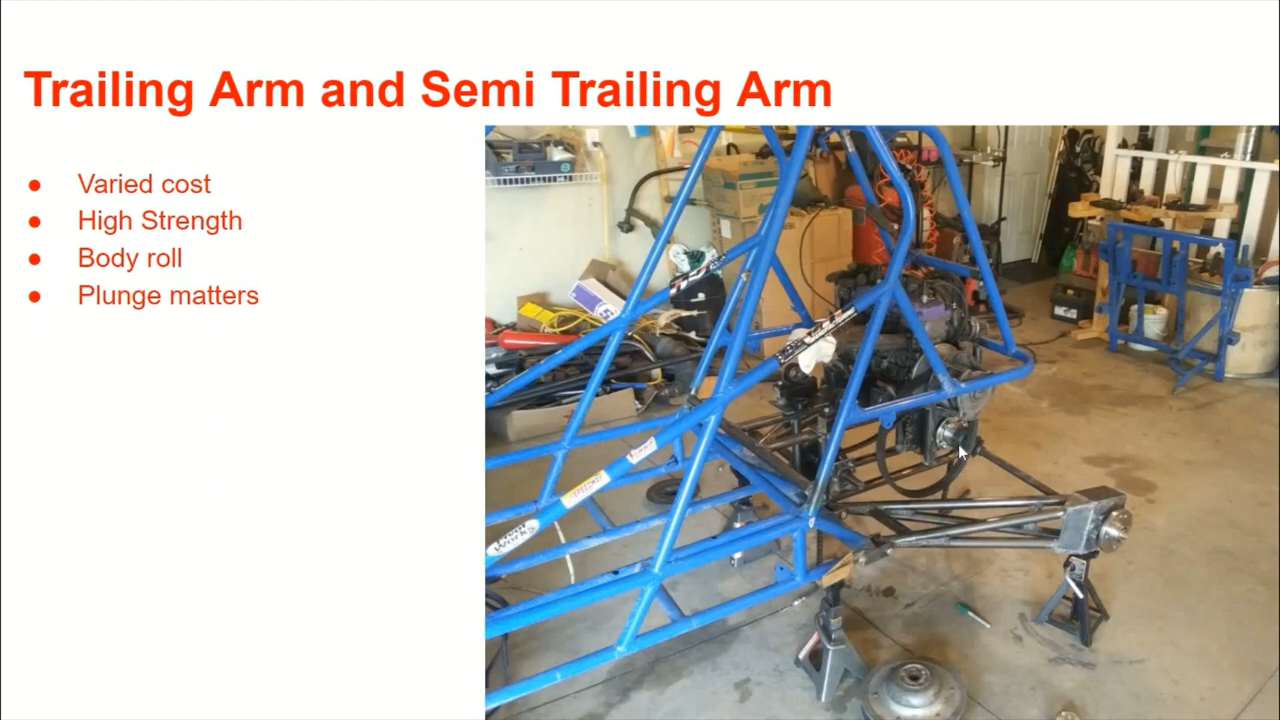 Trailing Arm and Semi Trailing Arm
● Varied cost
● High Strength
● Body roll
● Plunge matters